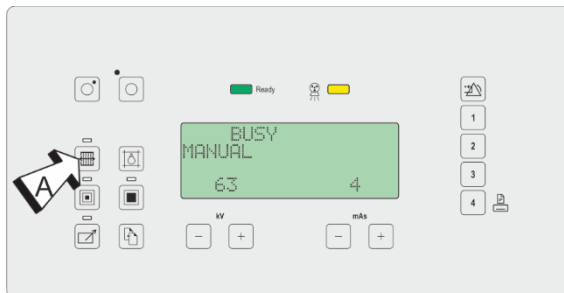 Ready
BUSY
MANUAL
63 4
kV mAs
- + - +
1
2
3
4
A